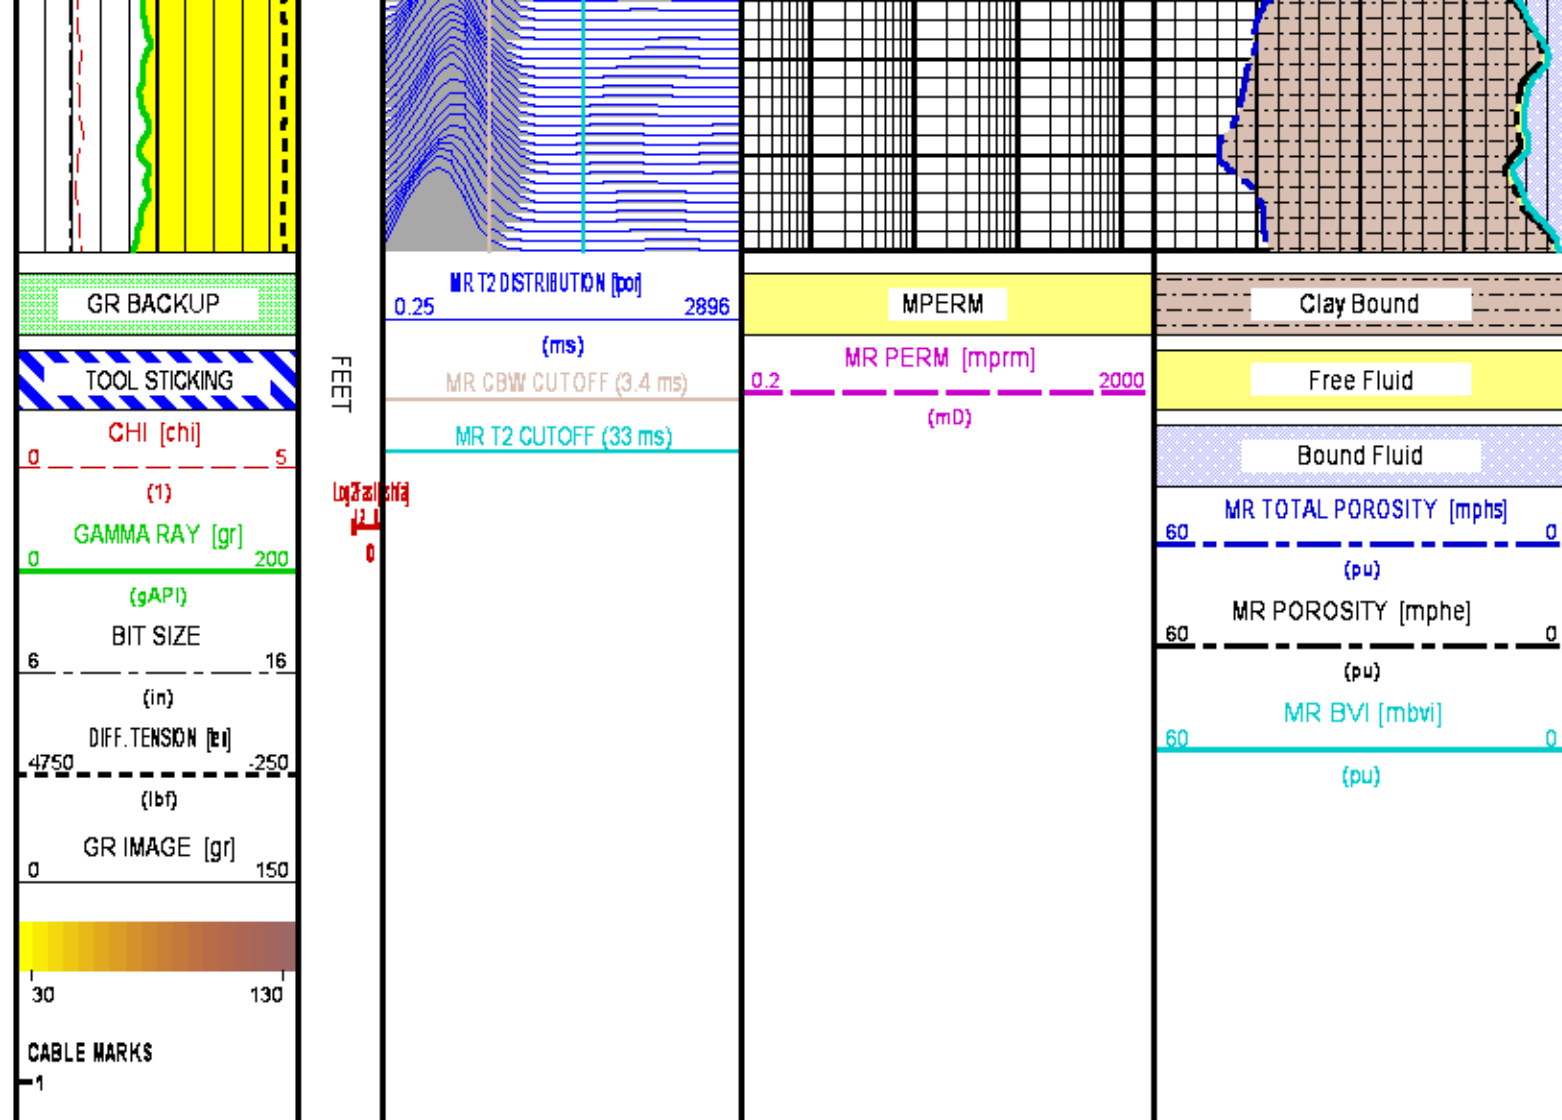 GR BACKUP
TOOL STICKING
CHI [chi]
0 5
(1)
GAMMA RAY [gr]
0 200
(gAPI)
BIT SIZE
6 16
(in)
DIFF. TENSION
4750 -250
(lbf)
GR IMAGE [gr]
0 150
30 130
CABLE MARKS
1
FEET
0
MR T2 DISTRIBUTION [tpor]
0.25 2896
(ms)
MR CBW CUTOFF (3.4 ms)
MR T2 CUTOFF (33 ms)
MPERM
MR PERM [mprm]
0.2 2000
(mD)
Clay Bound
Free Fluid
Bound Fluid
MR TOTAL POROSITY [mphs]
60 0
(pu)
MR POROSITY [mphe]
60 0
(pu)
MR BVI [mbvi]
60 0
(pu)